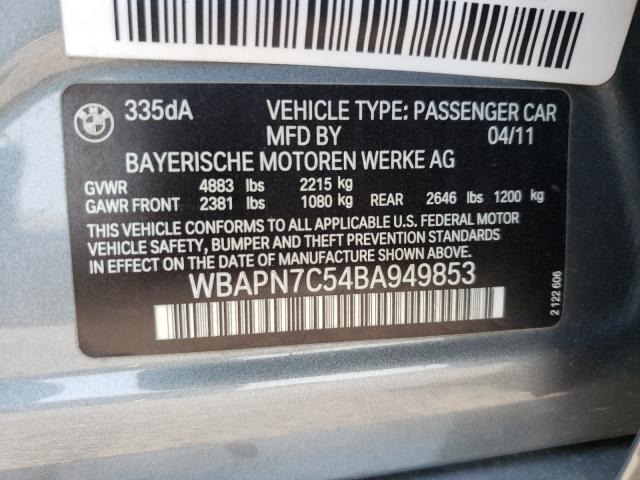 BMW
335dA VEHICLE TYPE: PASSENGER CAR
MFD BY 04/11
BAYERISCHE MOTOREN WERKE AG
GVWR 4883 lbs 2215 kg
GAWR FRONT 2381 lbs 1080 kg REAR 2646 lbs 1200 kg
THIS VEHICLE CONFORMS TO ALL APPLICABLE U.S. FEDERAL MOTOR
VEHICLE SAFETY, BUMPER AND THEFT PREVENTION STANDARDS
IN EFFECT ON THE DATE OF MANUFACTURE SHOWN ABOVE.
WBAPN7C54BA949853
2 122 606